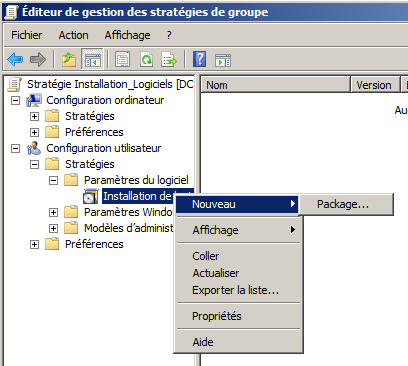 Éditeur de gestion des stratégies de groupe
Fichier Action Affichage ?
Stratégie Installation_Logiciels [DC
Nom Version
Configuration ordinateur
Stratégies
Préférences
Configuration utilisateur
Stratégies
Paramètres du logiciel
Installation de
Nouveau
Package...
Paramètres Windo
Modèles d'administ
Affichage
Préférences
Coller
Actualiser
Exporter la liste...
Propriétés
Aide